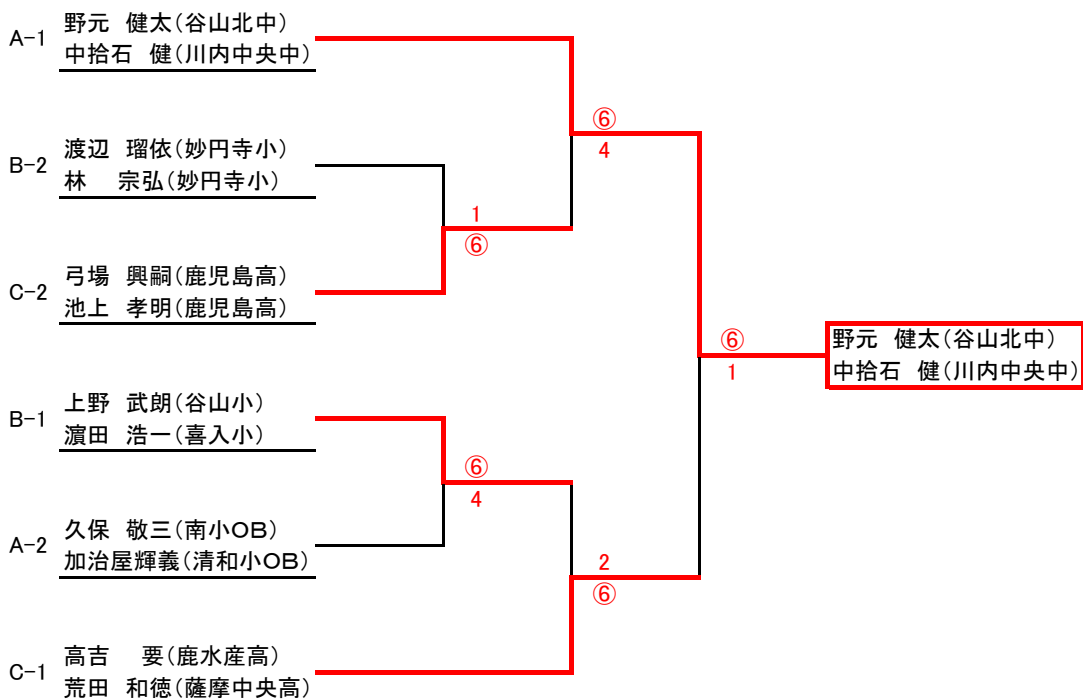 A-1
野元 健太(谷山北中)
中拾石 健(川内中央中)
⑥
4
B-2
渡辺 瑠依(妙円寺小)
林 宗弘(妙円寺小)
1
⑥
C-2
弓場 興嗣(鹿児島高)
池上 孝明(鹿児島高)
⑥
1
野元 健太(谷山北中)
中拾石 健(川内中央中)
B-1
上野 武朗(谷山小)
濵田 浩一(喜入小)
⑥
4
A-2
久保 敬三(南小OB)
加治屋輝義(清和小OB)
2
⑥
C-1
高吉 要(鹿水産高)
荒田 和徳(薩摩中央高)